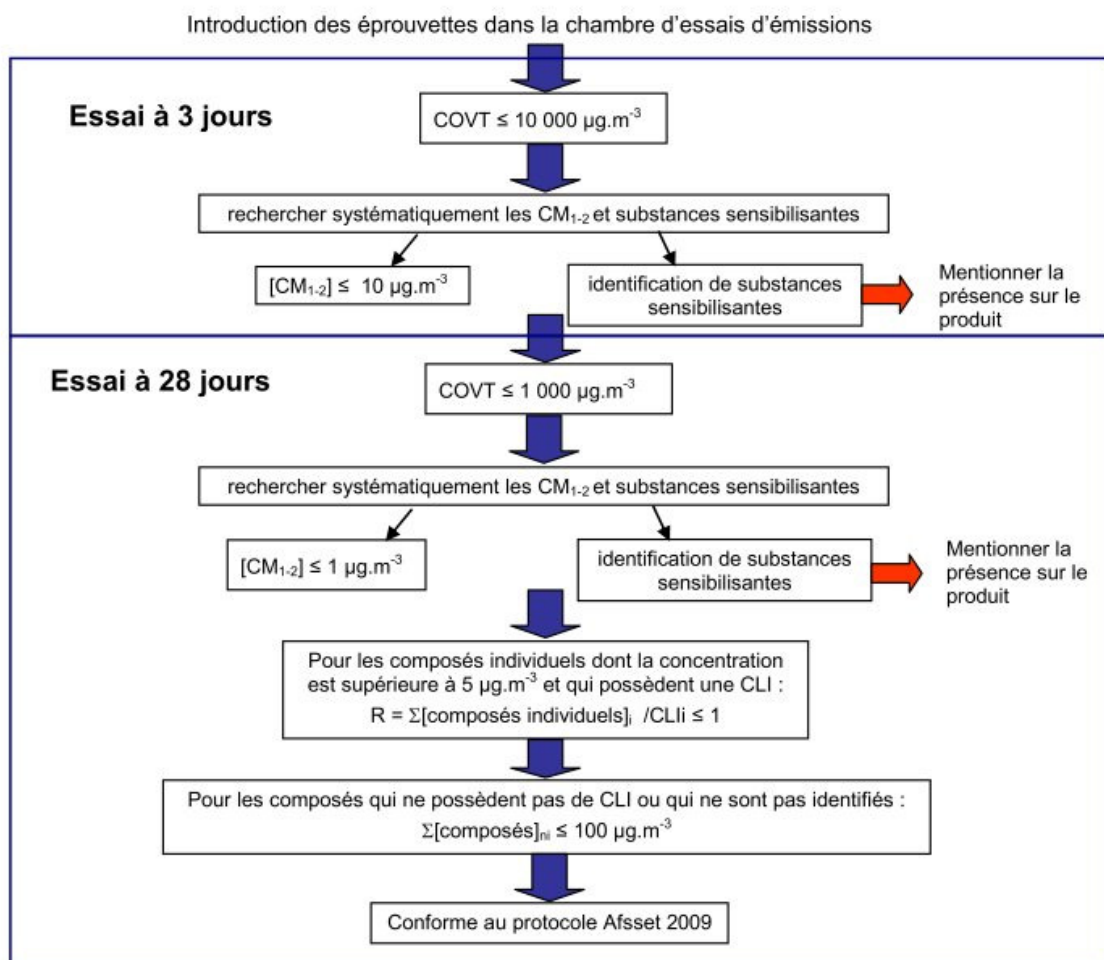 Introduction des éprouvettes dans la chambre d'essais d'émissions
Essai à 3 jours
COVT ≤ 10 000 µg.m-3
rechercher systématiquement les CM1-2 et substances sensibilisantes
[CM1-2] ≤ 10 µg.m-3
identification de substances
sensibilisantes
Mentionner la
présence sur le
produit
Essai à 28 jours
COVT ≤ 1 000 µg.m-3
rechercher systématiquement les CM1-2 et substances sensibilisantes
[CM1-2] ≤ 1 µg.m-3
identification de substances
sensibilisantes
Mentionner la
présence sur le
produit
Pour les composés individuels dont la concentration
est supérieure à 5 µg.m-3 et qui possèdent une CLI :
R = Σ[composés individuels]i /CLIi ≤ 1
Pour les composés qui ne possèdent pas de CLI ou qui ne sont pas identifiés :
Σ[composés]ni ≤ 100 µg.m-3
Conforme au protocole Afsset 2009